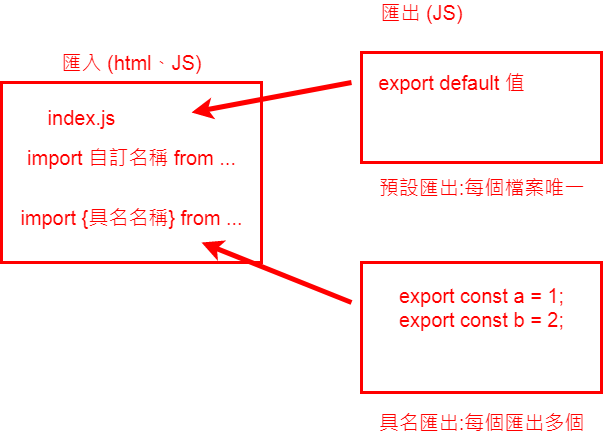 匯出 (JS)
匯入 (html、JS)
export default 值
index.js
import 自訂名稱 from ...
預設匯出:每個檔案唯一
import {具名名稱} from ...
export const a = 1;
export const b = 2;
具名匯出:每個匯出多個